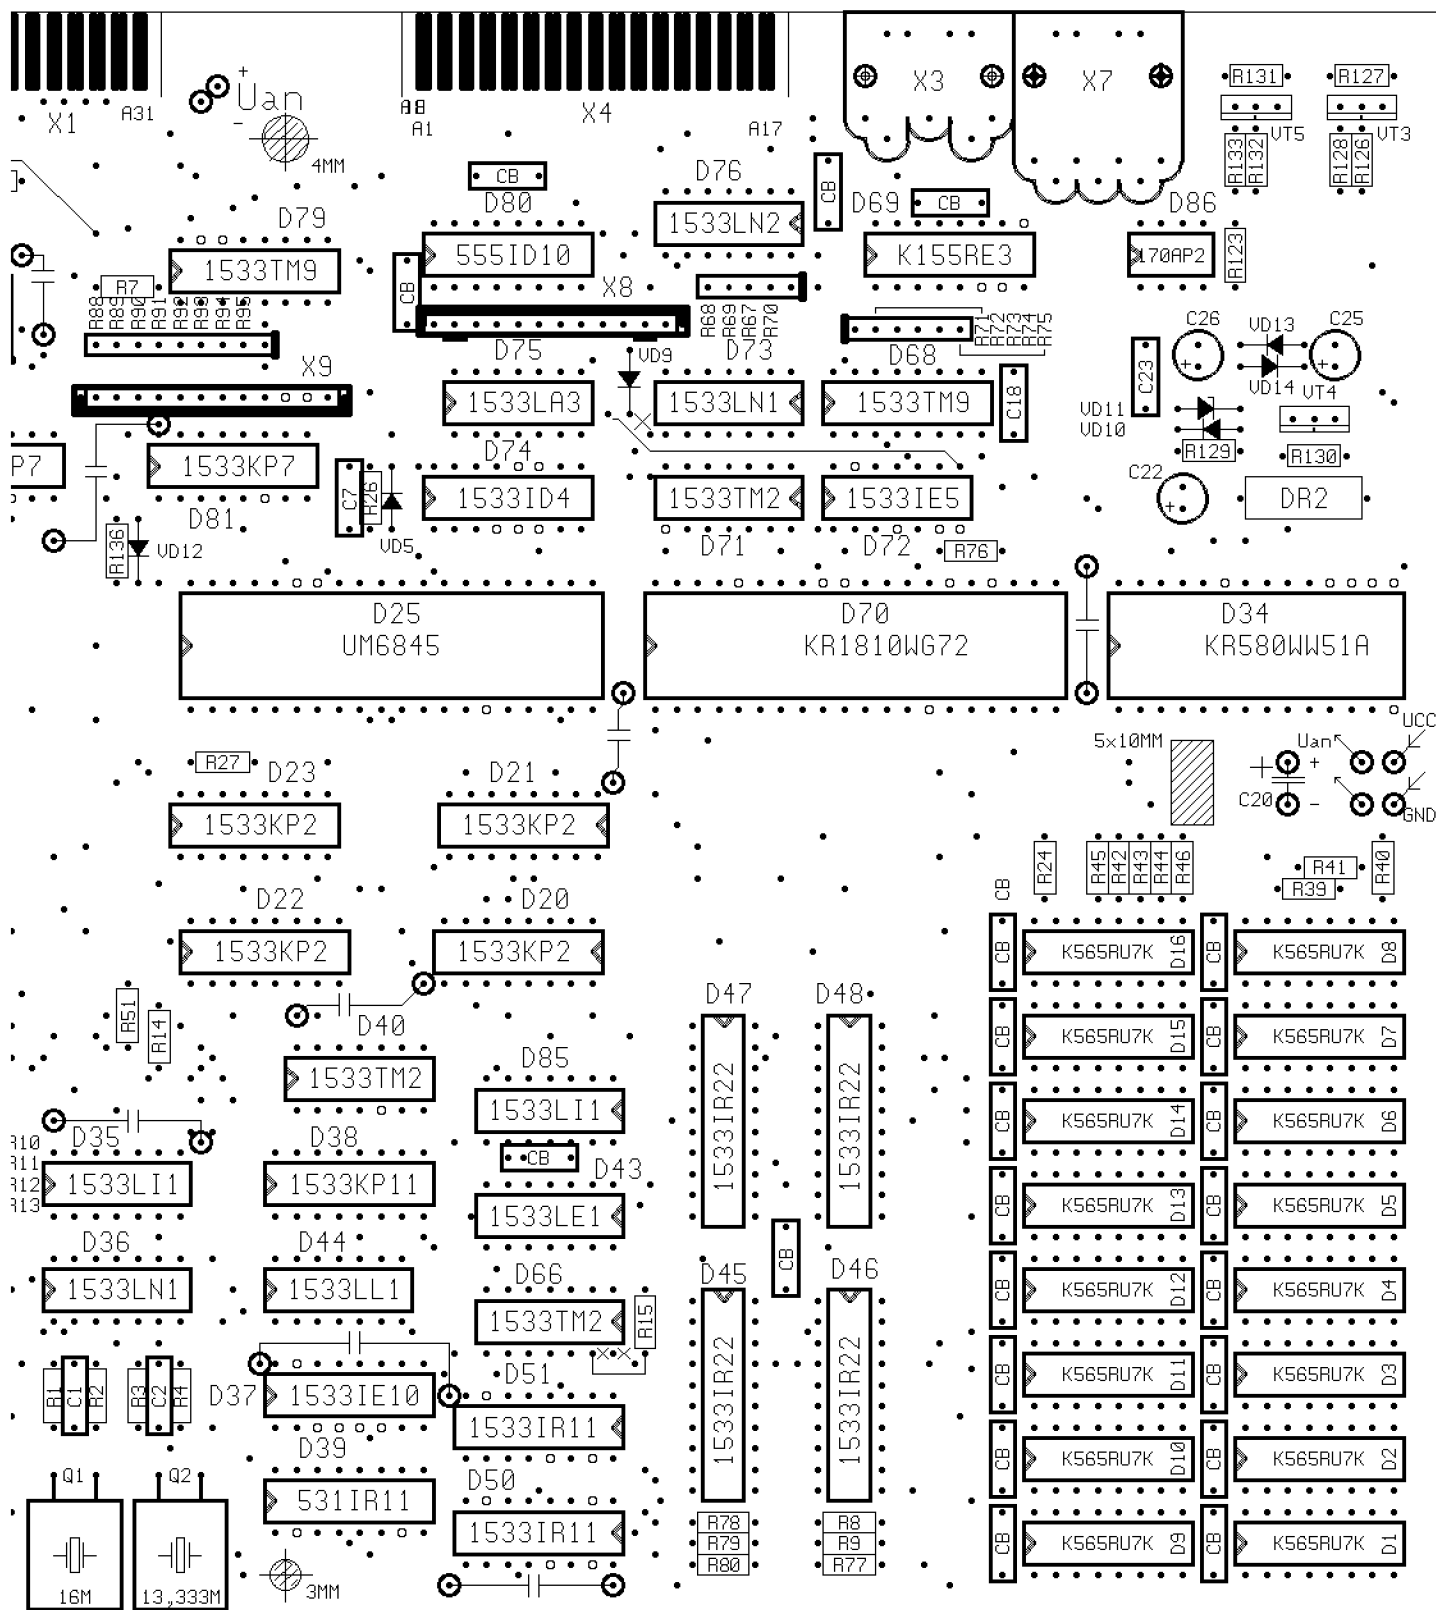 +
Uan
-
X1
A31
4MM
A8
A1
X4
A17
X3
X7
R131
R127
VT5
VT3
R133
R132
R128
R126
CB
D80
D76
CB
D69
CB
D86
D79
1533TM9
555ID10
CB
1533LN2
K155RE3
170AP2
R123
R7
R88
R89
R90
R91
R92
R93
R94
R95
X8
R68
R69
R67
R70
R71
R72
R73
R74
R75
C26
VD13
C25
VD14
X9
D75
VD9
D73
D68
C18
C23
VT4
1533LA3
1533LN1
1533TM9
VD11
VD10
R129
R130
P7
1533KP7
D81
C7
R26
VD5
D74
1533ID4
1533TM2
D71
1533IE5
D72
R76
C22
DR2
R136
VD12
D25
UM6845
D70
KR1810WG72
D34
KR580WW51A
5x10MM
Uan
UCC
+
+
C20
-
GND
R27
D23
D21
1533KP2
1533KP2
D22
D20
1533KP2
1533KP2
R24
R45
R42
R43
R44
R46
R41
R39
R40
CB
CB
K565RU7K
D16
CB
K565RU7K
D8
R51
R14
D40
1533TM2
D47
1533IR22
D48
1533IR22
CB
K565RU7K
D15
CB
K565RU7K
D7
D85
1533LI1
CB
K565RU7K
D14
CB
K565RU7K
D6
R10
R11
R12
R13
D35
1533LI1
D38
1533KP11
CB
D43
1533LE1
CB
K565RU7K
D13
CB
K565RU7K
D5
D36
1533LN1
D44
1533LL1
D66
1533TM2
R15
CB
D45
1533IR22
D46
1533IR22
CB
K565RU7K
D12
CB
K565RU7K
D4
R1
C1
R2
R3
C2
R4
D37
1533IE10
D51
1533IR11
CB
K565RU7K
D11
CB
K565RU7K
D3
D39
531IR11
D50
1533IR11
CB
K565RU7K
D10
CB
K565RU7K
D2
Q1
16M
Q2
13,333M
3MM
R78
R79
R80
R8
R9
R77
CB
K565RU7K
D9
CB
K565RU7K
D1